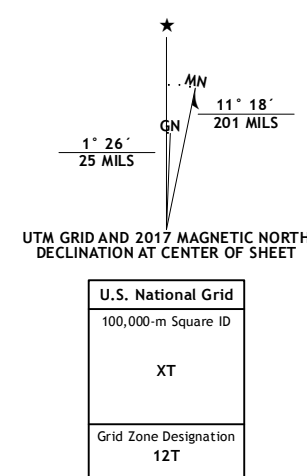 ★
MN
11° 18´
201 MILS
GN
1° 26´
25 MILS
UTM GRID AND 2017 MAGNETIC NORTH
DECLINATION AT CENTER OF SHEET
U.S. National Grid
100,000-m Square ID
XT
Grid Zone Designation
12T